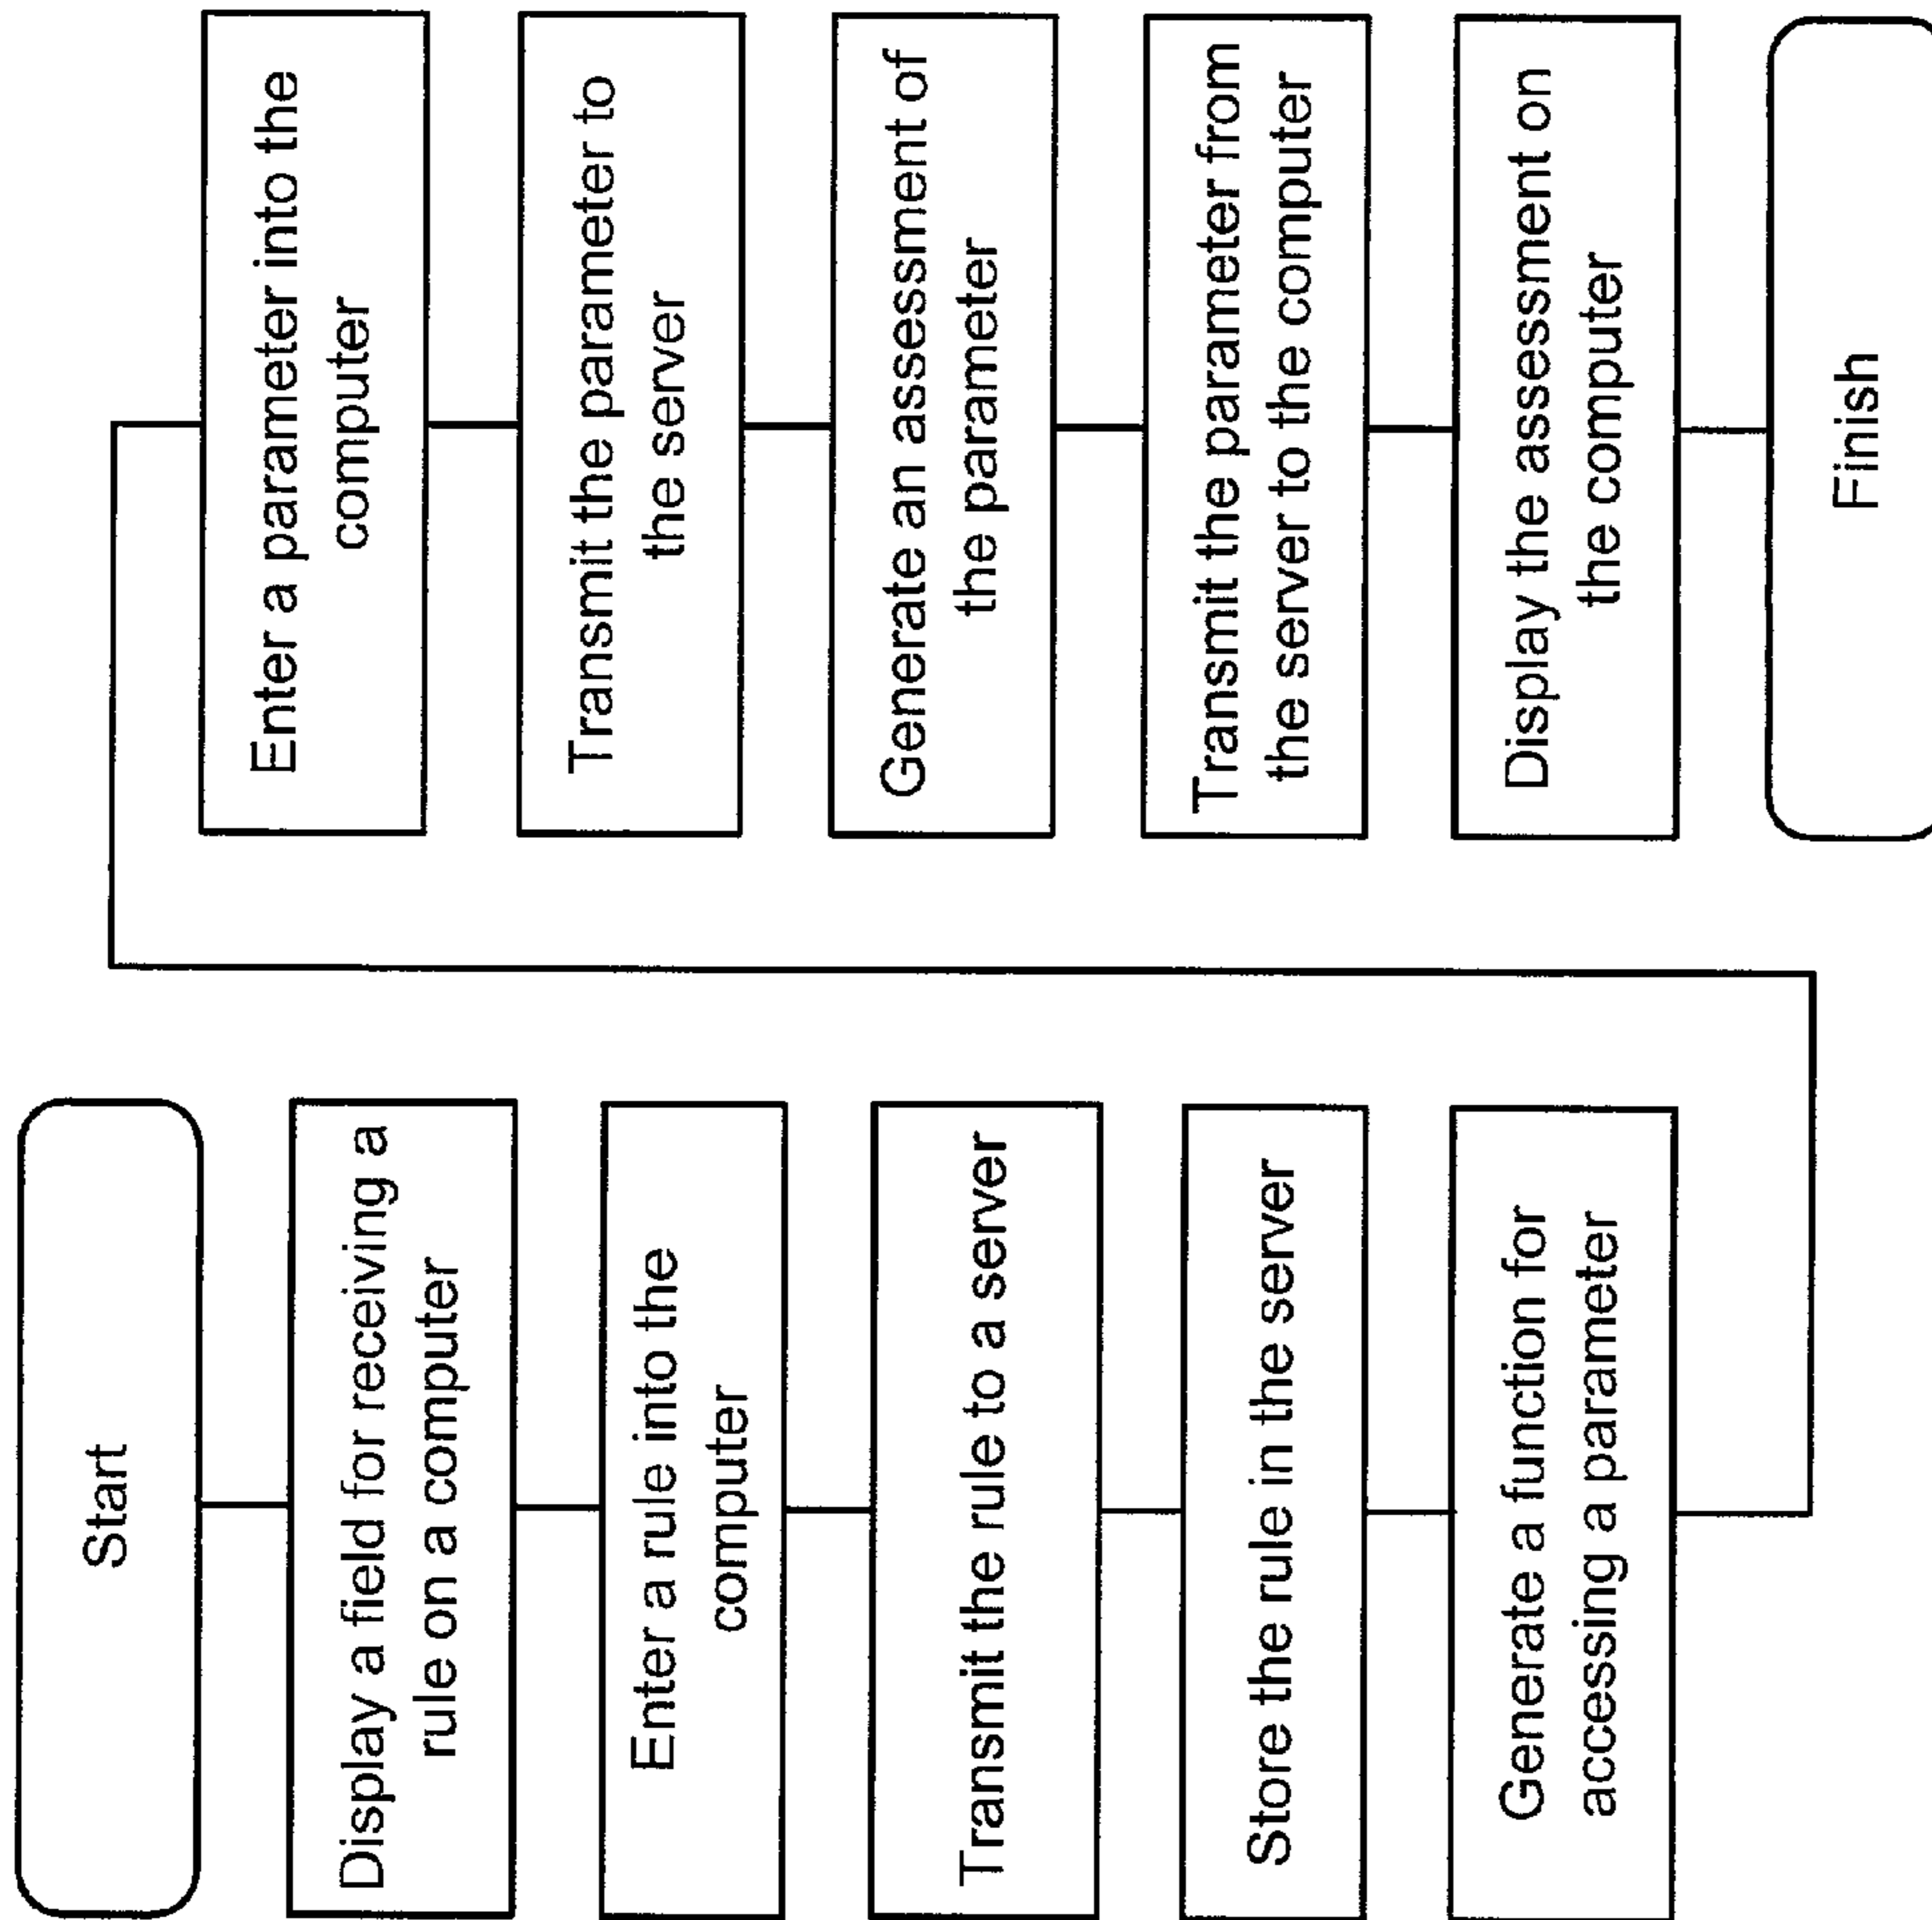 Start
Display a field for receiving a
rule on a computer
Enter a rule into the
computer
Transmit the rule to a server
Store the rule in the server
Generate a function for
accessing a parameter
Enter a parameter into the
computer
Transmit the parameter to
the server
Generate an assessment of
the parameter
Transmit the parameter from
the server to the computer
Display the assessment on
the computer
Finish